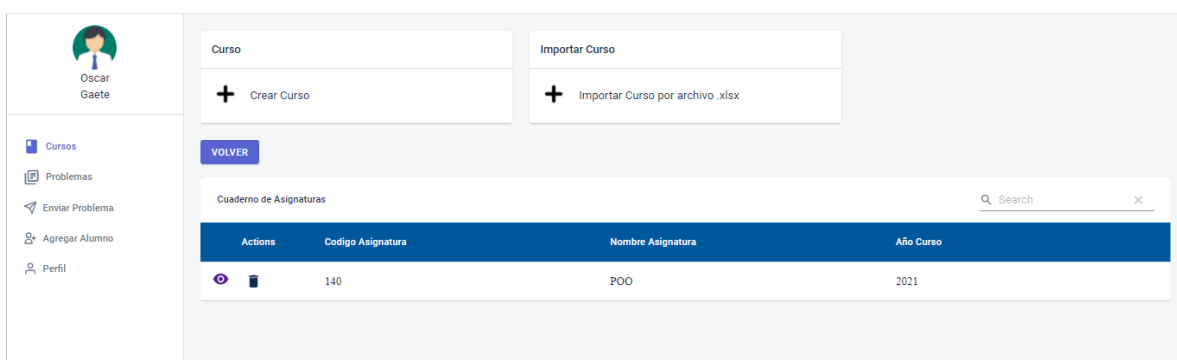 Oscar
Gaete
Cursos
Problemas
Enviar Problema
Agregar Alumno
Perfil
Curso
Crear Curso
Importar Curso
Importar Curso por archivo .xlsx
VOLVER
Cuaderno de Asignaturas
Search
Actions Codigo Asignatura Nombre Asignatura Año Curso
140 POO 2021